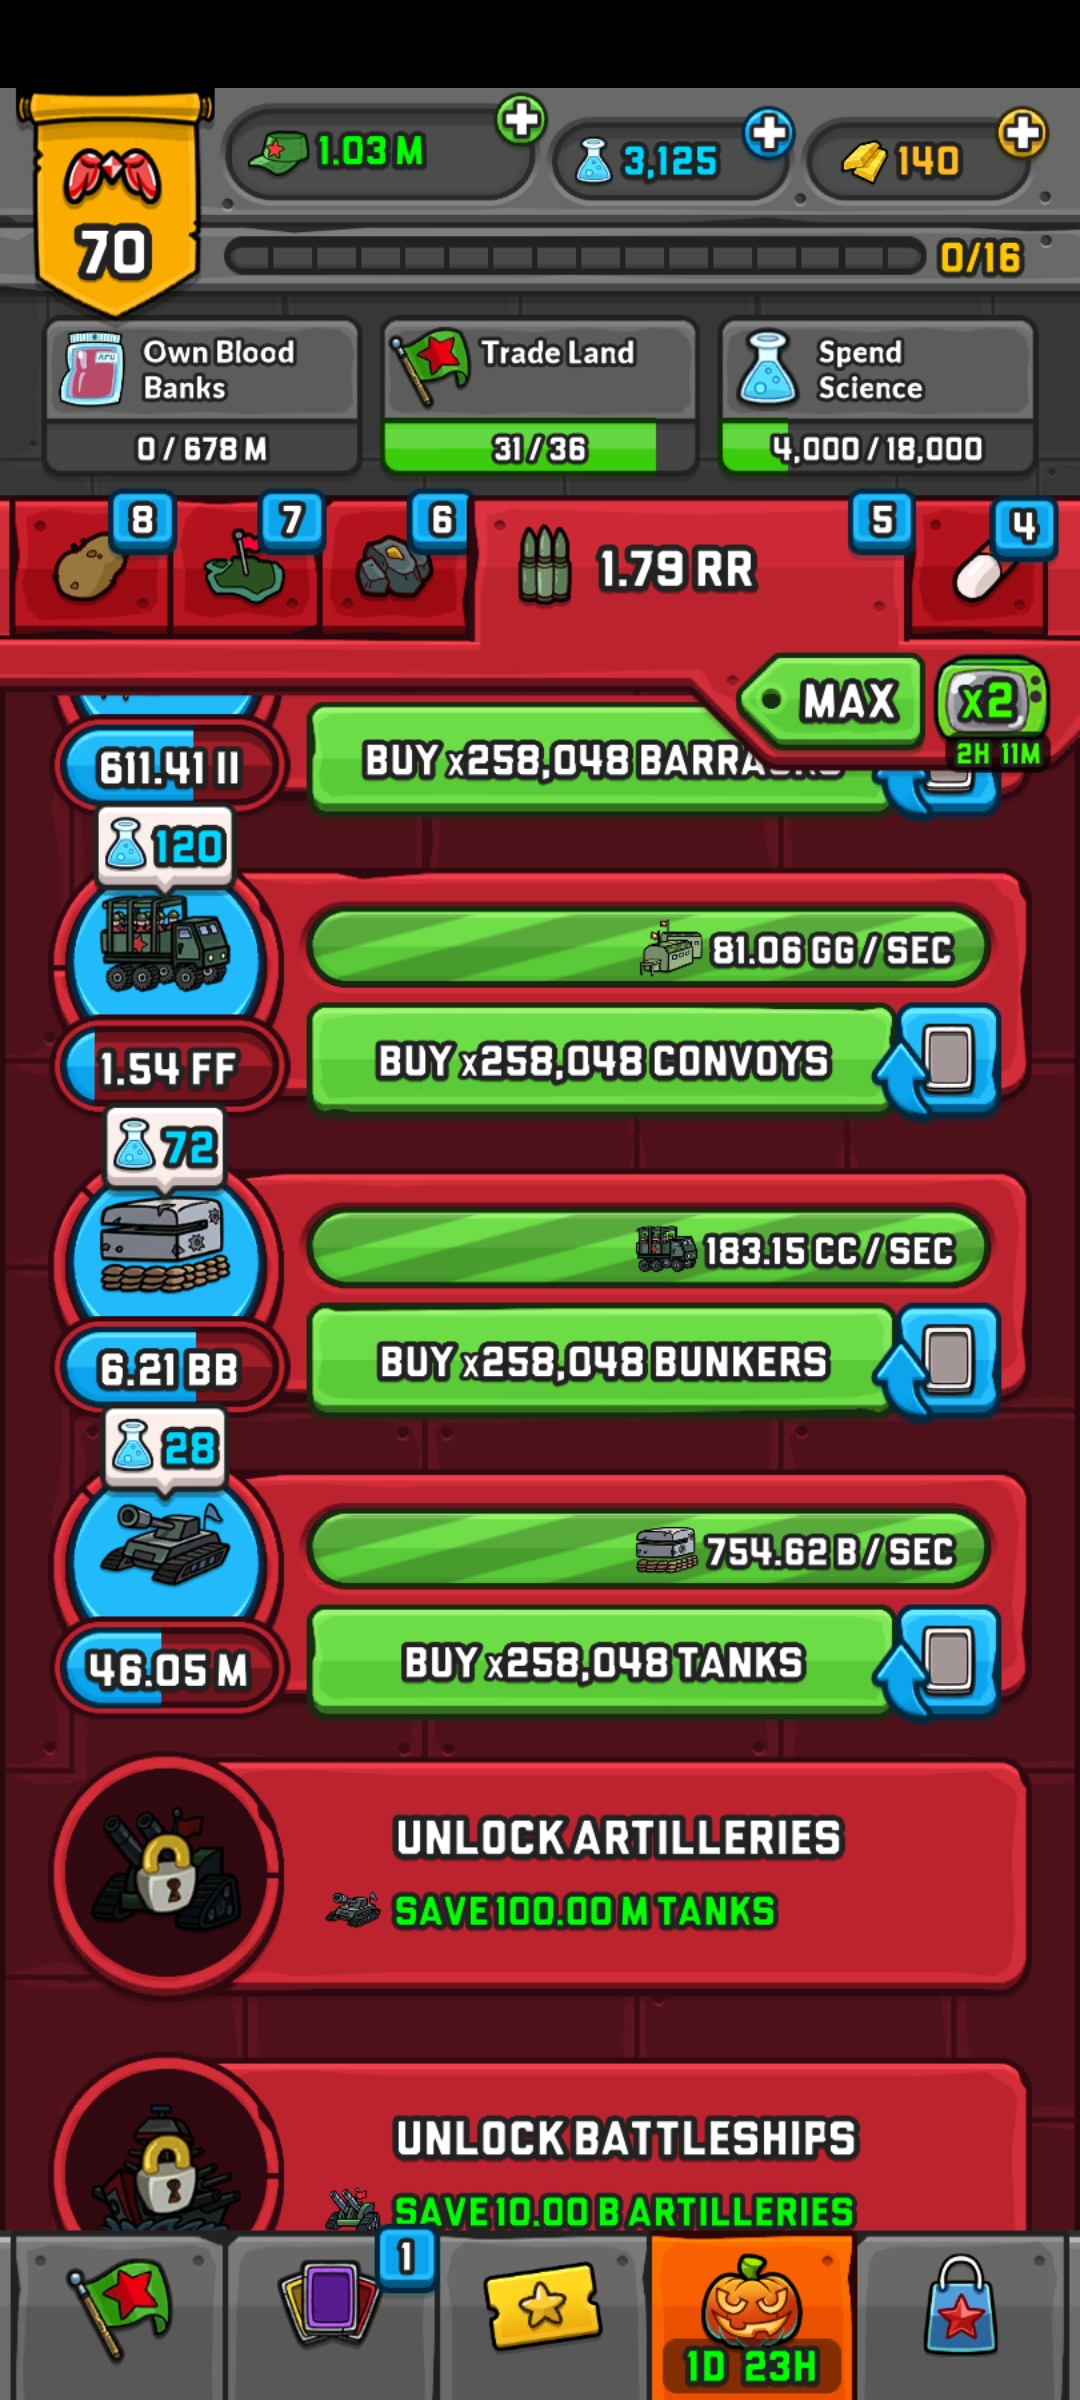 70
1.03 M
3,125
140
0/16
Own Blood
Banks
0 / 678 M
Trade Land
31 / 36
Spend
Science
4,000 / 18,000
8
7
6
1.79 RR
5
4
MAX
x2
2H 11M
611.41 II
BUY x258,048 BARRACKS
120
81.06 GG / SEC
1.54 FF
BUY x258,048 CONVOYS
72
183.15 CC / SEC
6.21 BB
BUY x258,048 BUNKERS
28
754.62 B / SEC
46.05 M
BUY x258,048 TANKS
UNLOCK ARTILLERIES
SAVE 100.00 M TANKS
UNLOCK BATTLESHIPS
SAVE 10.00 B ARTILLERIES
1
1D 23H